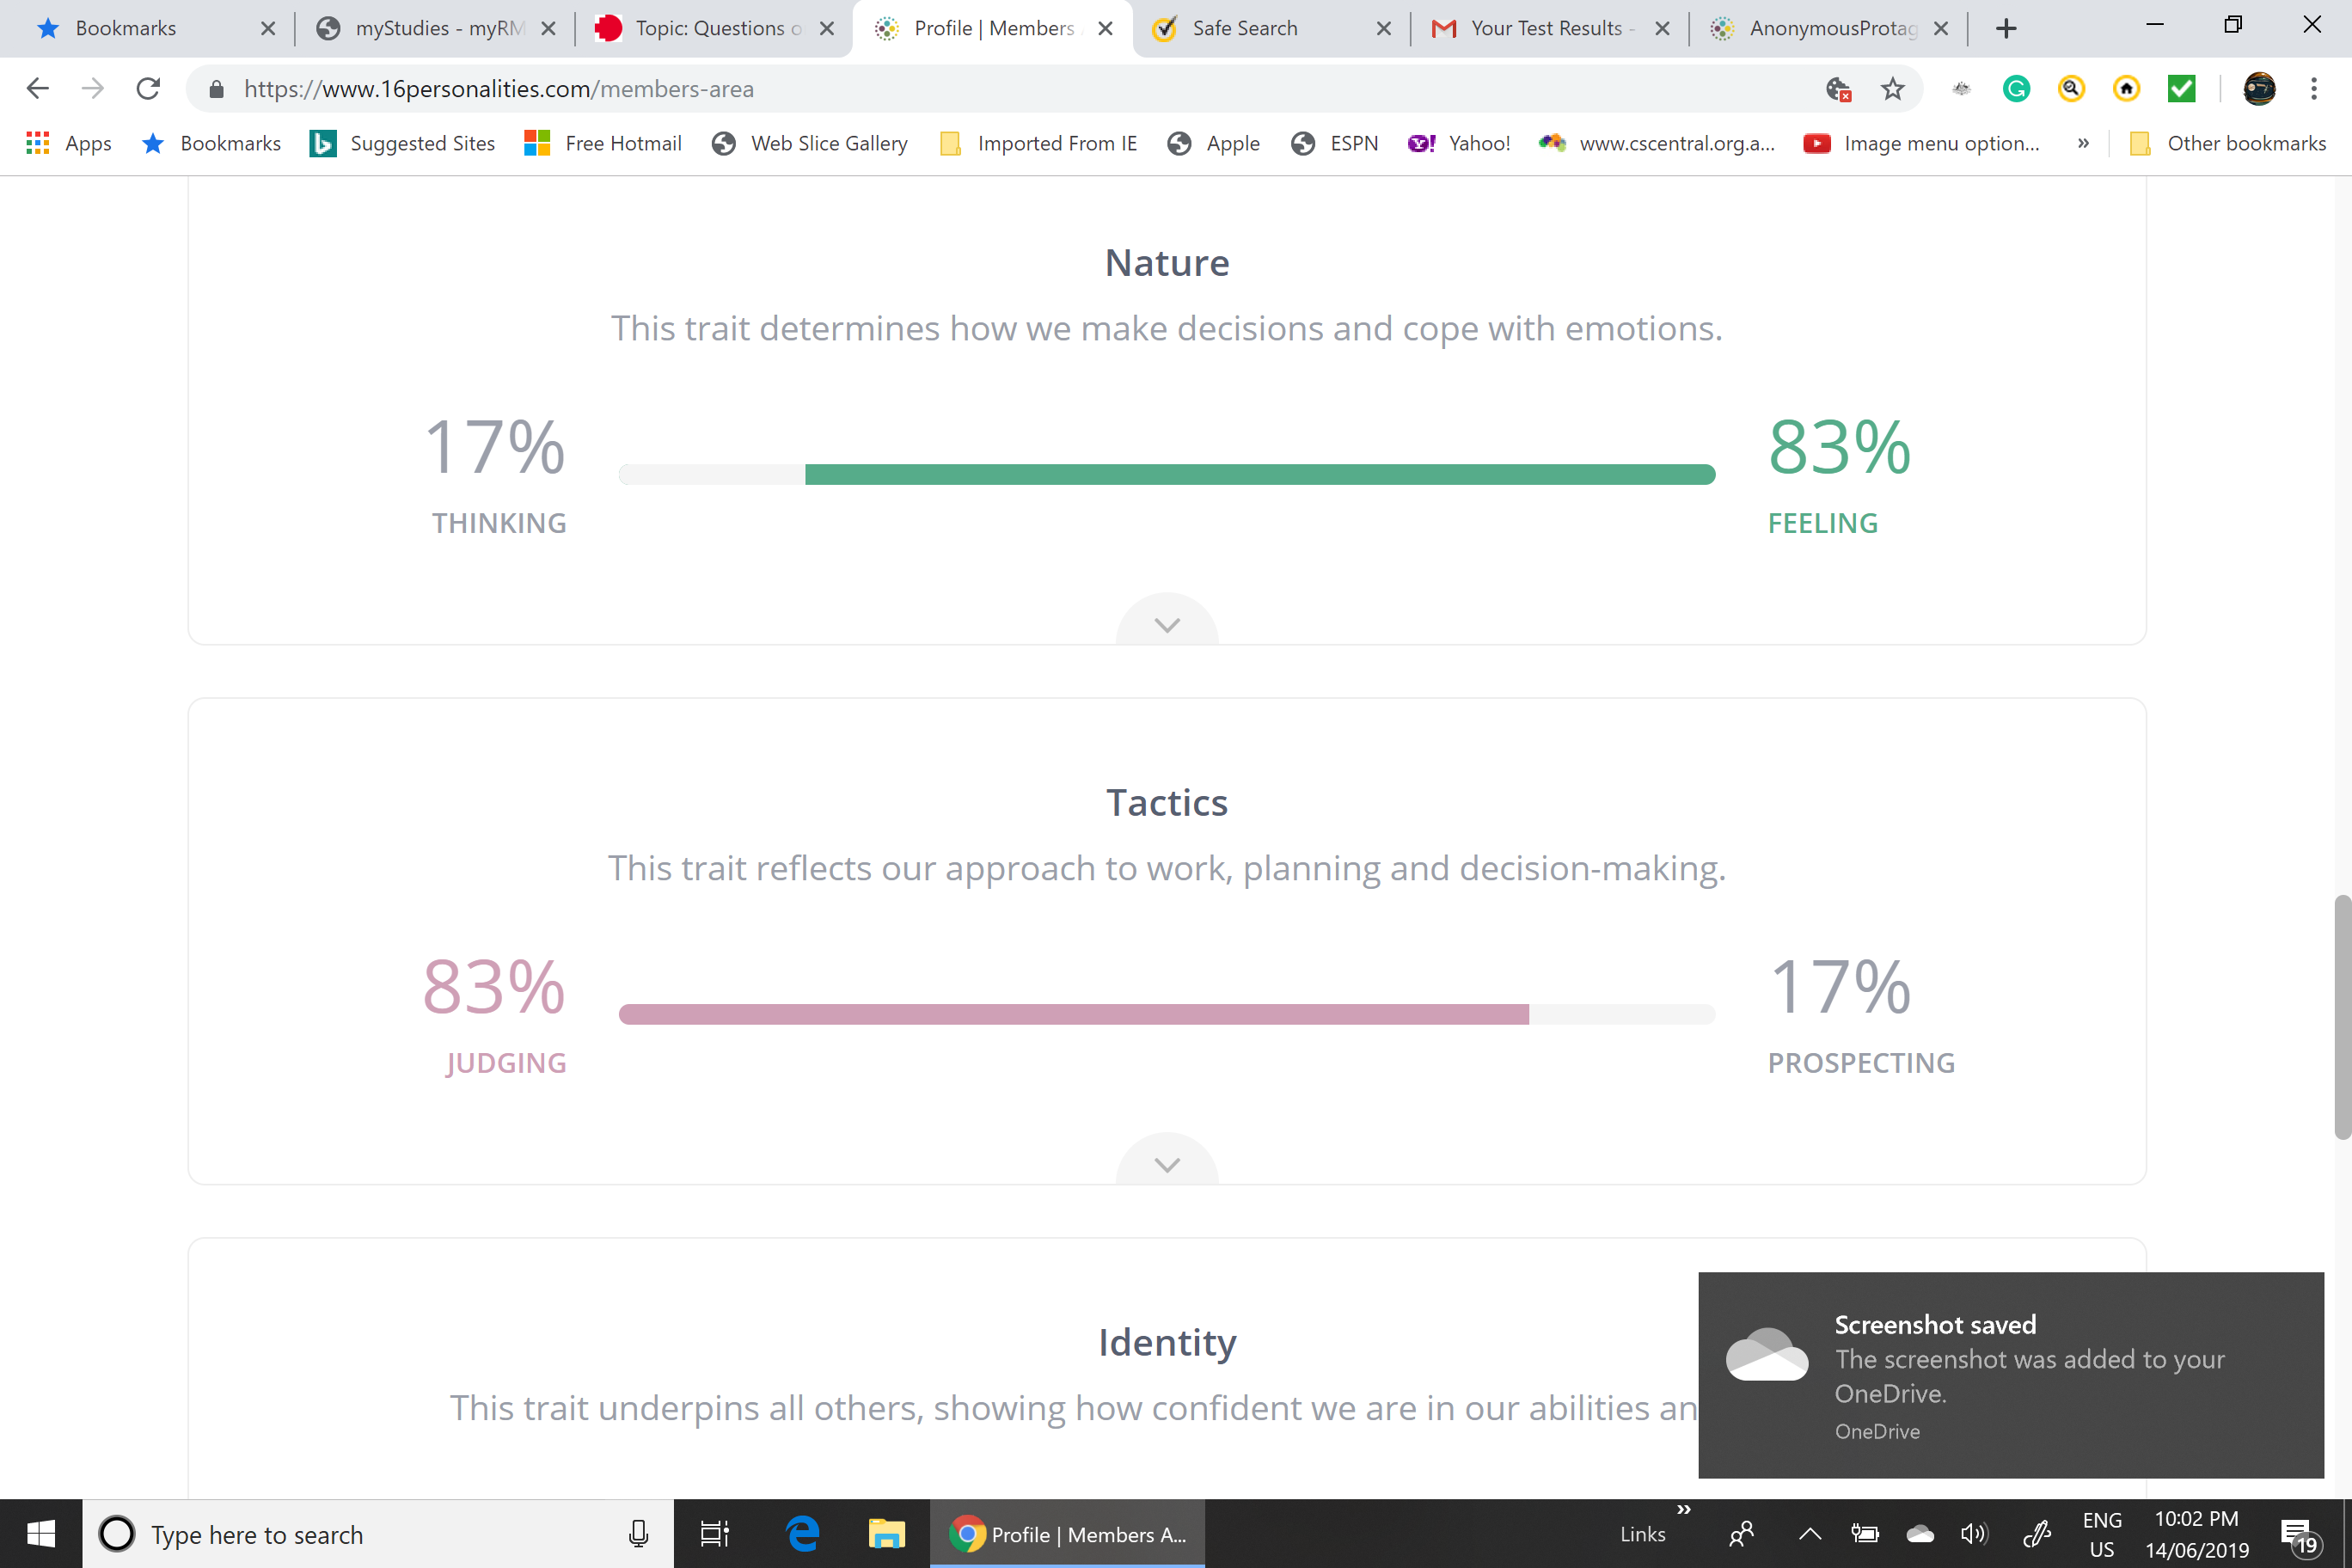 Bookmarks
myStudies - myRM
Topic: Questions o
Profile | Members
Safe Search
Your Test Results -
AnonymousProtag
https://www.16personalities.com/members-area
Apps
Bookmarks
Suggested Sites
Free Hotmail
Web Slice Gallery
Imported From IE
Apple
ESPN
Yahoo!
www.cscentral.org.a...
Image menu option...
»
Other bookmarks
Nature
This trait determines how we make decisions and cope with emotions.
17%
83%
THINKING
FEELING
Tactics
This trait reflects our approach to work, planning and decision-making.
83%
17%
JUDGING
PROSPECTING
Identity
This trait underpins all others, showing how confident we are in our abilities an
Screenshot saved
The screenshot was added to your
OneDrive.
OneDrive
Type here to search
Profile | Members A...
Links
»
ENG
US
10:02 PM
14/06/2019
19